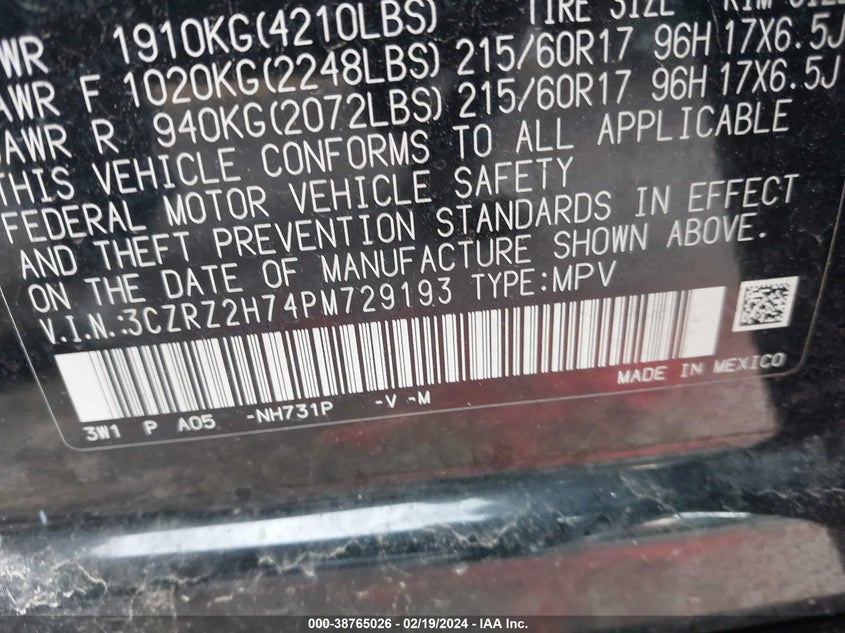 1910KG(4210LBS) TIRE SIZE
AWR F 1020KG(2248LBS) 215/60R17 96H 17X6.5J
AWR R 940KG(2072LBS) 215/60R17 96H 17X6.5J
THIS VEHICLE CONFORMS TO ALL APPLICABLE
FEDERAL MOTOR VEHICLE SAFETY
AND THEFT PREVENTION STANDARDS IN EFFECT
ON THE DATE OF MANUFACTURE SHOWN ABOVE.
V.I.N.:3CZRZ2H74PM729193 TYPE:MPV
MADE IN MEXICO
3W1 P A05 -NH731P -V -M
000-38765026 - 02/19/2024 - IAA Inc.